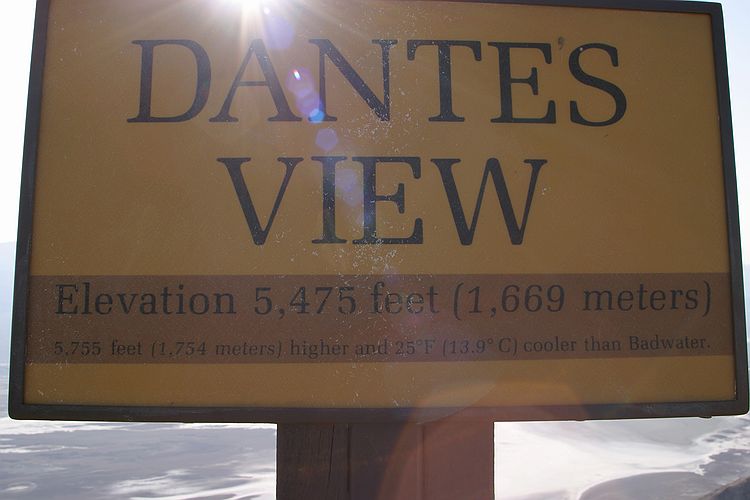 DANTE'S
VIEW
Elevation 5,475 feet (1,669 meters)
5,755 feet (1,754 meters) higher and 25°F (13.9°C) cooler than Badwater.